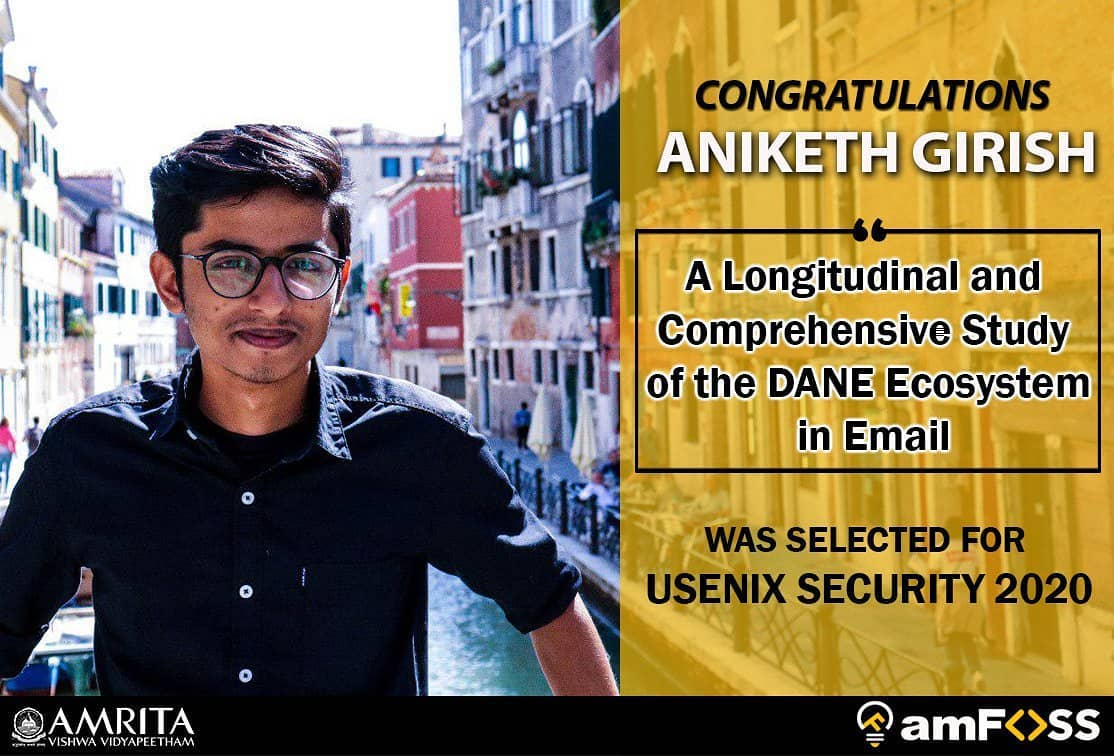 CONGRATULATIONS
ANIKETH GIRISH
“
A Longitudinal and
Comprehensive Study
of the DANE Ecosystem
in Email
WAS SELECTED FOR
USENIX SECURITY 2020
AMRITA
VISHWA VIDYAPEETHAM
amFOSS